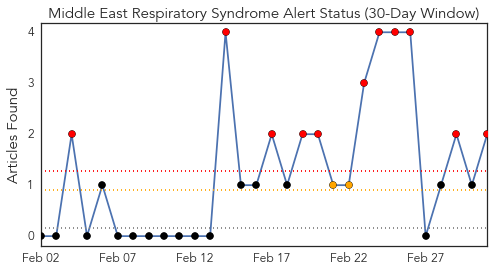 Middle East Respiratory Syndrome Alert Status (30-Day Window)
Articles Found
4
3
2
1
0
Feb 02 Feb 07 Feb 12 Feb 17 Feb 22 Feb 27